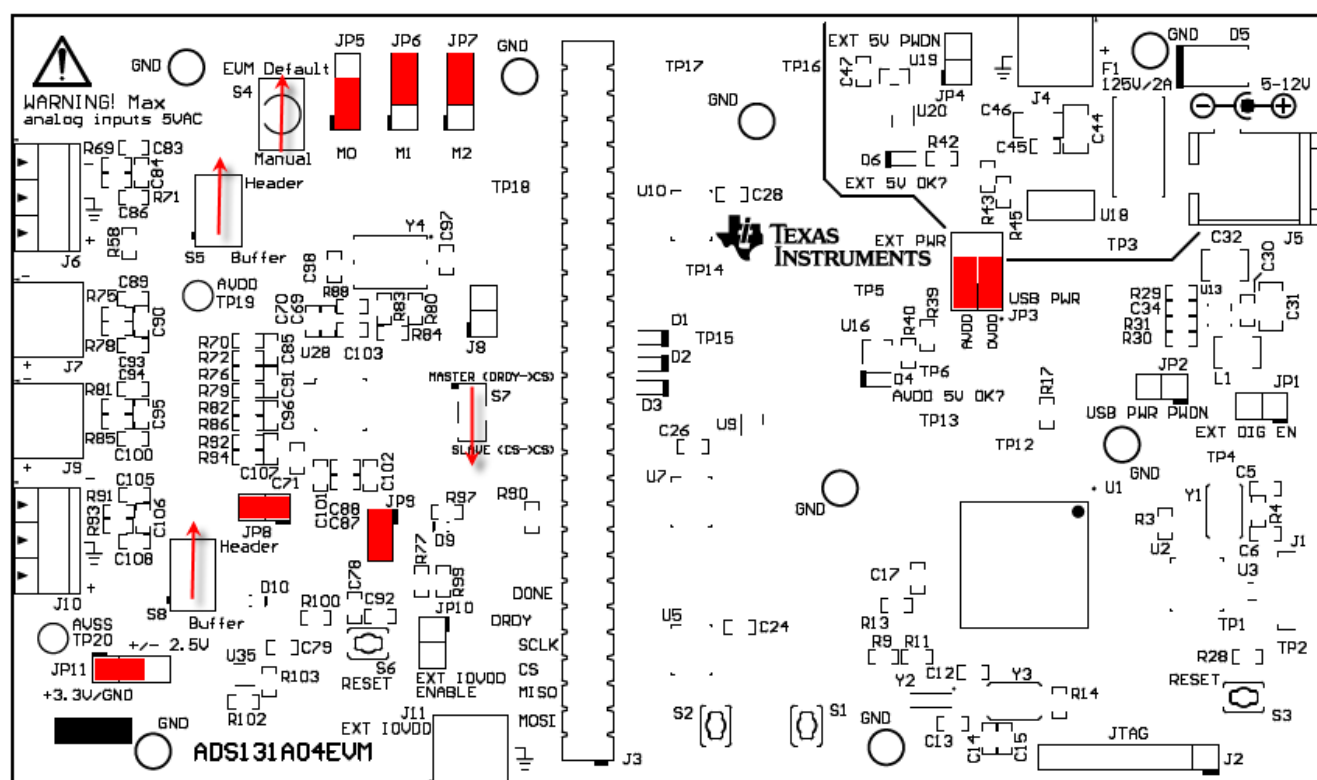 JP5 JP6 JP7
GND
EVM Default
S4
Manual
M0 M1 M2
GND
WARNING! Max
analog inputs 5VAC
TP17 TP16
EXT 5V PWDN
U19
C47
JP4
J4
F1
125V/2A
GND D5
5-12V
GND
U20
R42
D6
EXT 5V OK?
C46
C45
C44
R43
R45
U18
J5
R69 C83
C84
R71
C86
R58
J6
Header
S5 Buffer
TP18
U10
C28
TEXAS
INSTRUMENTS
EXT PWR
TP3
C32
C30
Y4
C97
C98
AVDD
TP19
TP14
TP5
R39
R40
USB PWR
JP3
AVDD
DVDD
R29
C34
R31
R30
U13
C31
L1
R75 C89
C90
R78
C93
J7
C70
C69
R88
R83
R80
R84
J8
R70
R72
R76
R79
R82
R86
R92
R94
C85
C91
C96
U28
C103
D1
D2
D3
TP15
U16
TP6
D4
AVDD 5V OK?
TP13
TP12
R17
JP2
USB PWR PWDN
JP1
EXT DIG EN
MASTER (DRDY-XCS)
S7
SLAVE (CS-XCS)
C94
R81
C95
R85
C100
J9
U9
C26
U7
GND
GND
TP4
C107
C71
C101
C88
C87
C102
JP9
R97
R90
D9
C105
R91
R93
C106
C108
J10
JP8
Header
S8
Buffer
D10
R77
R99
C78
C92
R100
JP10
U1
C5
Y1
R3
R4
U2
C6
J1
U3
C17
R13
R9 R11
TP1
TP2
DONE
DRDY
SCLK
CS
MISO
MOSI
U5
C24
AVSS
TP20
+/- 2.5V
JP11
+3.3V/GND
U35
C79
R103
R102
S6
RESET
EXT IOVDD
ENABLE
EXT IOVDD
J11
GND
ADS131A04EVM
J3
S2
S1
GND
C12
Y2
Y3
R14
C13
C14
C15
R28
RESET
S3
JTAG
J2